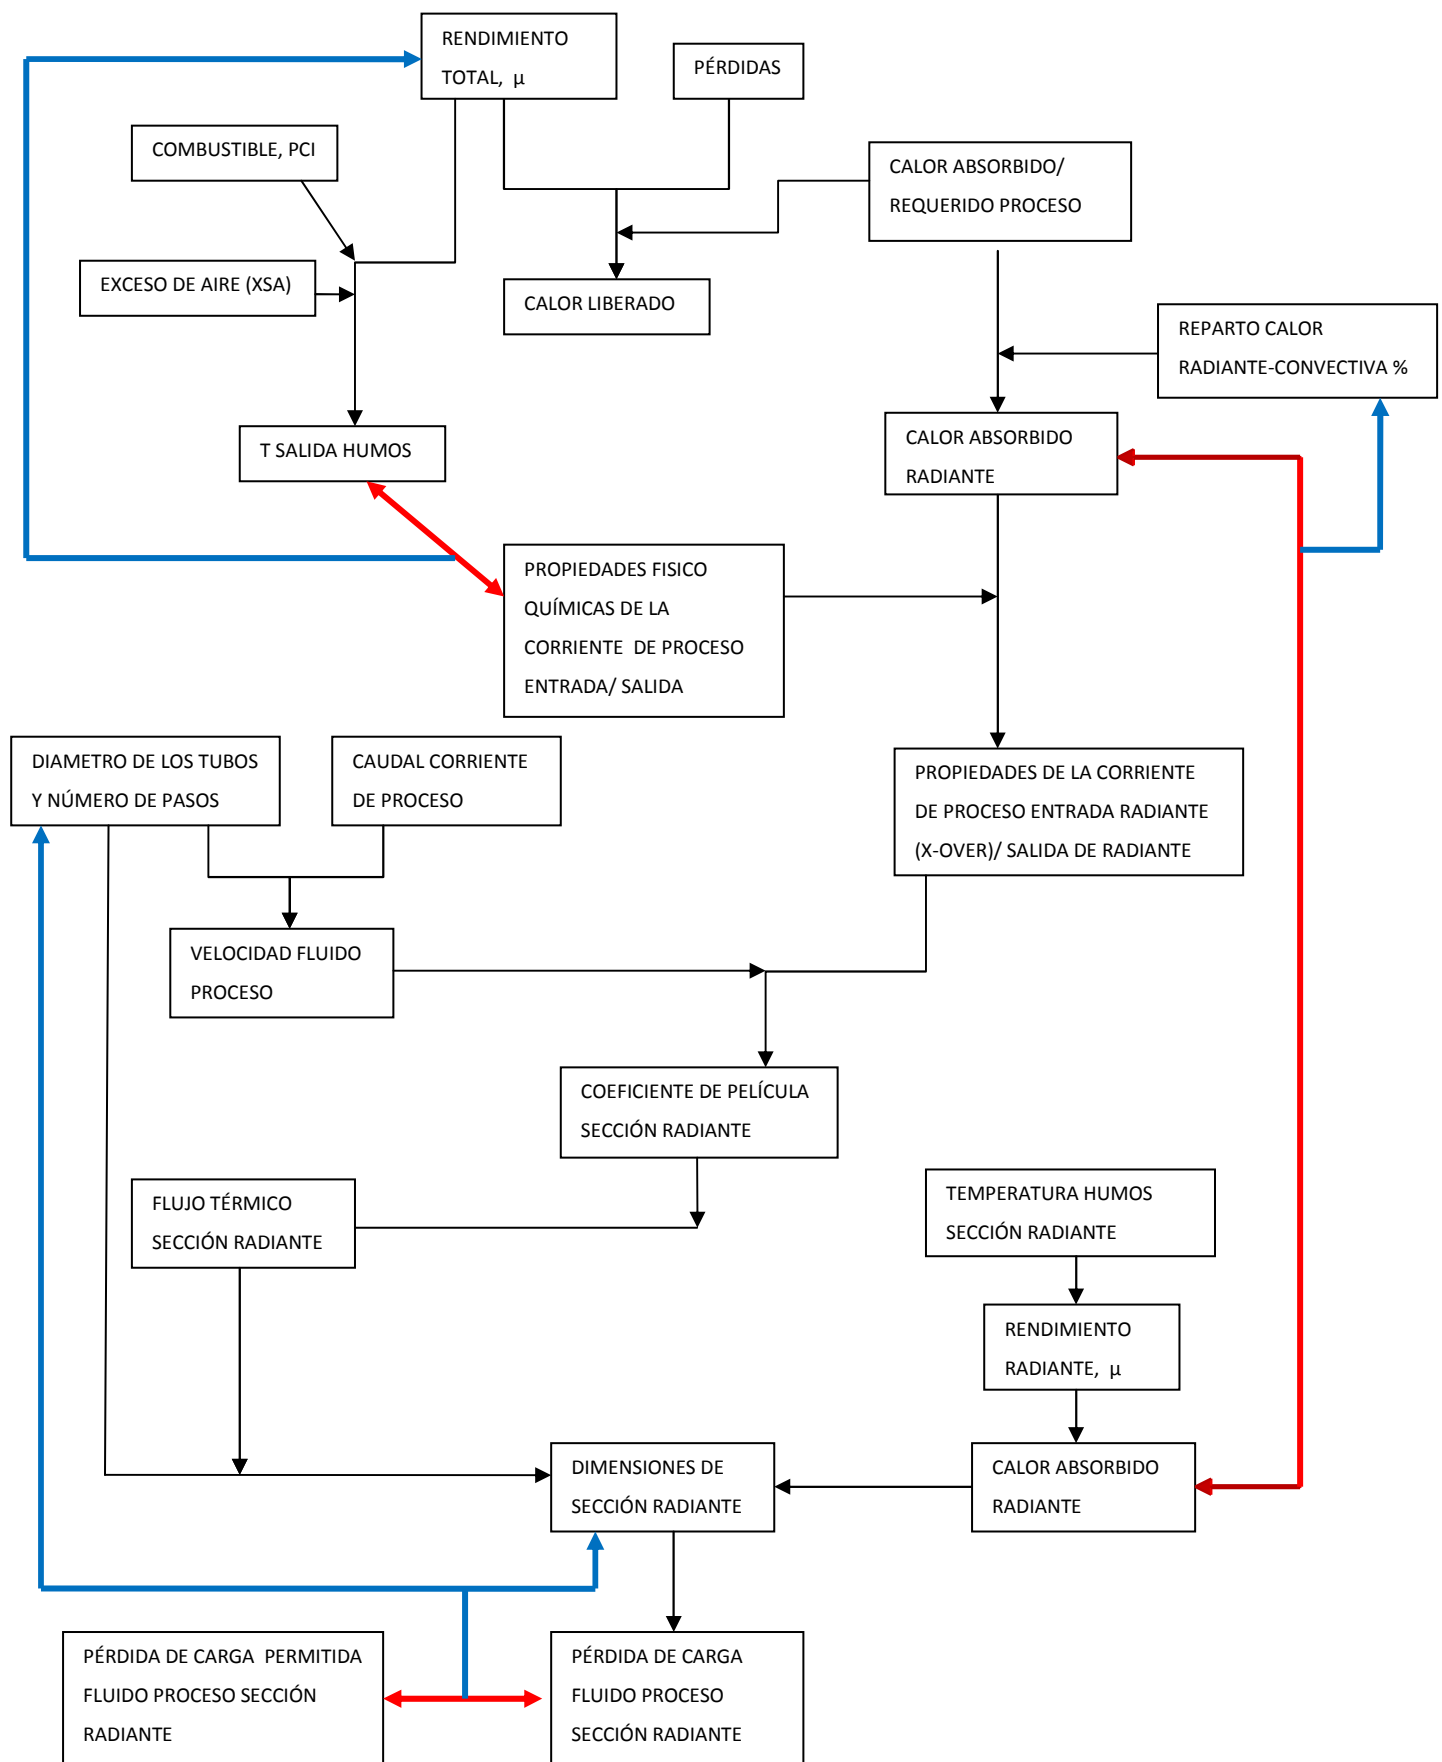 RENDIMIENTO
TOTAL, μ
PÉRDIDAS
COMBUSTIBLE, PCI
CALOR ABSORBIDO/
REQUERIDO PROCESO
EXCESO DE AIRE (XSA)
CALOR LIBERADO
REPARTO CALOR
RADIANTE-CONVECTIVA %
T SALIDA HUMOS
CALOR ABSORBIDO
RADIANTE
PROPIEDADES FISICO
QUÍMICAS DE LA
CORRIENTE DE PROCESO
ENTRADA/ SALIDA
DIAMETRO DE LOS TUBOS
Y NÚMERO DE PASOS
CAUDAL CORRIENTE
DE PROCESO
PROPIEDADES DE LA CORRIENTE
DE PROCESO ENTRADA RADIANTE
(X-OVER)/ SALIDA DE RADIANTE
VELOCIDAD FLUIDO
PROCESO
COEFICIENTE DE PELÍCULA
SECCIÓN RADIANTE
FLUJO TÉRMICO
SECCIÓN RADIANTE
TEMPERATURA HUMOS
SECCIÓN RADIANTE
RENDIMIENTO
RADIANTE, μ
DIMENSIONES DE
SECCIÓN RADIANTE
CALOR ABSORBIDO
RADIANTE
PÉRDIDA DE CARGA PERMITIDA
FLUIDO PROCESO SECCIÓN
RADIANTE
PÉRDIDA DE CARGA
FLUIDO PROCESO
SECCIÓN RADIANTE